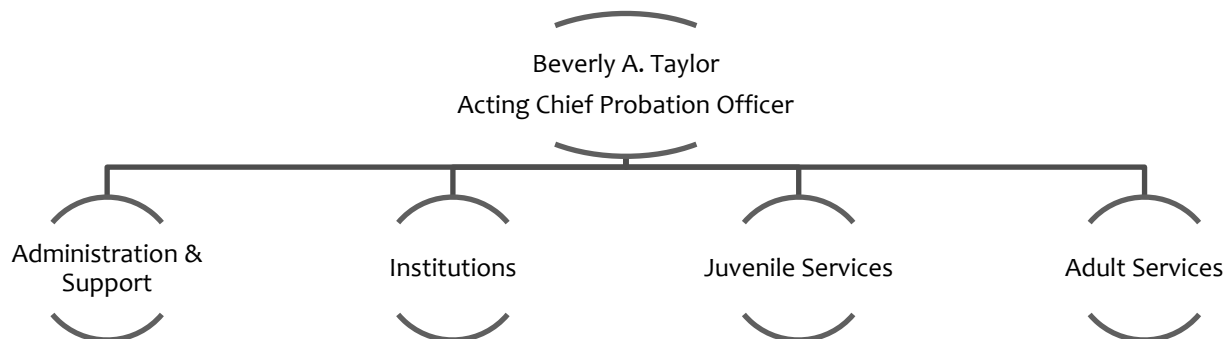 Beverly A. Taylor
Acting Chief Probation Officer
Administration &
Support
Institutions
Juvenile Services
Adult Services